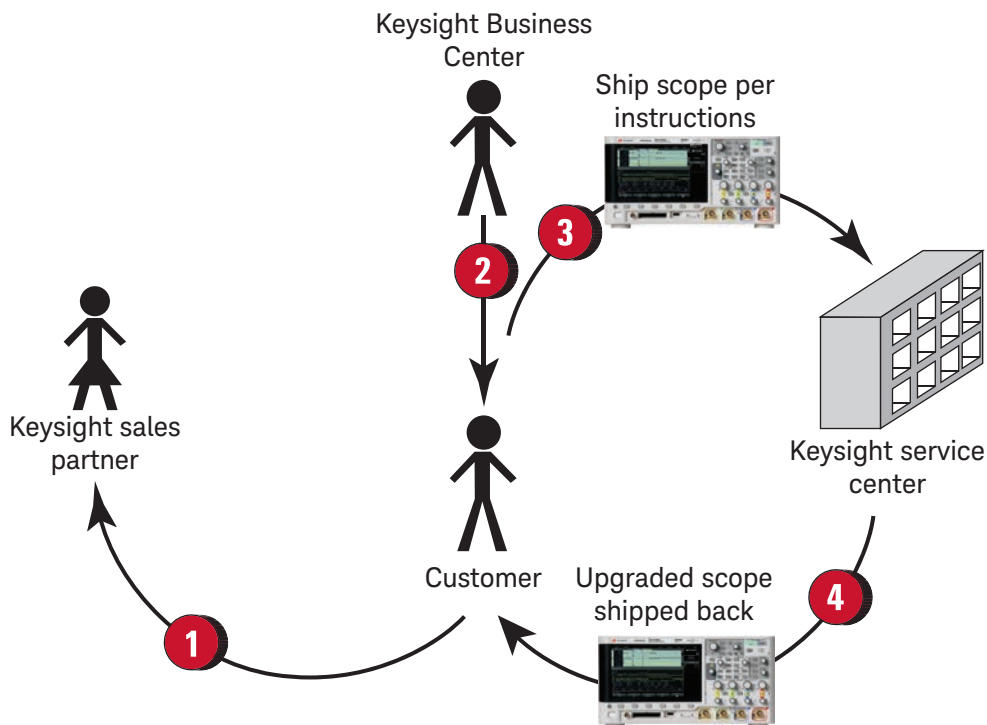 Keysight Business
Center
Ship scope per
instructions
3
2
Keysight sales
partner
Keysight service
center
Customer
Upgraded scope
shipped back
4
1